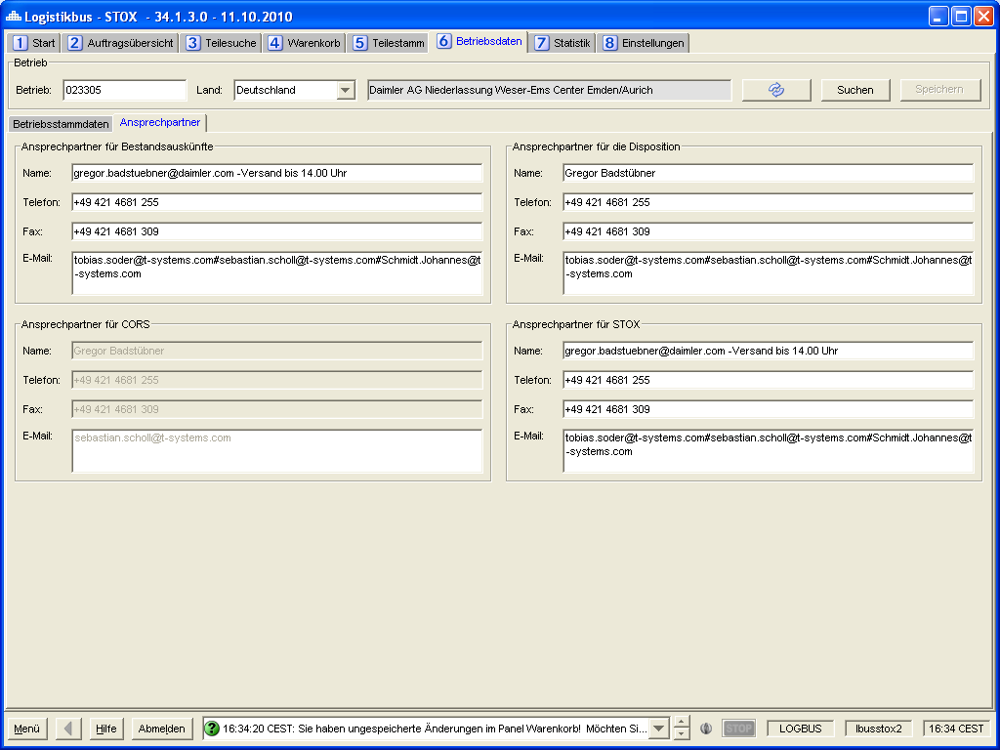 Logistikbus - STOX - 34.1.3.0 - 11.10.2010
1 Start 2 Auftragsübersicht 3 Teilesuche 4 Warenkorb 5 Teilestamm 6 Betriebsdaten 7 Statistik 8 Einstellungen
Betrieb
Betrieb: 023305 Land: Deutschland Daimler AG Niederlassung Weser-Ems Center Emden/Aurich Suchen Speichern
Betriebsstammdaten Ansprechpartner
Ansprechpartner für Bestandsauskünfte
Name: gregor.badstuebner@daimler.com -Versand bis 14.00 Uhr
Telefon: +49 421 4681 255
Fax: +49 421 4681 309
E-Mail: tobias.soder@t-systems.com#sebastian.scholl@t-systems.com#Schmidt.Johannes@t
-systems.com
Ansprechpartner für die Disposition
Name: Gregor Badstübner
Telefon: +49 421 4681 255
Fax: +49 421 4681 309
E-Mail: tobias.soder@t-systems.com#sebastian.scholl@t-systems.com#Schmidt.Johannes@t
-systems.com
Ansprechpartner für CORS
Name: Gregor Badstübner
Telefon: +49 421 4681 255
Fax: +49 421 4681 309
E-Mail: sebastian.scholl@t-systems.com
Ansprechpartner für STOX
Name: gregor.badstuebner@daimler.com -Versand bis 14.00 Uhr
Telefon: +49 421 4681 255
Fax: +49 421 4681 309
E-Mail: tobias.soder@t-systems.com#sebastian.scholl@t-systems.com#Schmidt.Johannes@t
-systems.com
Menü Hilfe Abmelden ? 16:34:20 CEST: Sie haben ungespeicherte Änderungen im Panel Warenkorb! Möchten Si... STOP LOGBUS lbusstox2 16:34 CEST